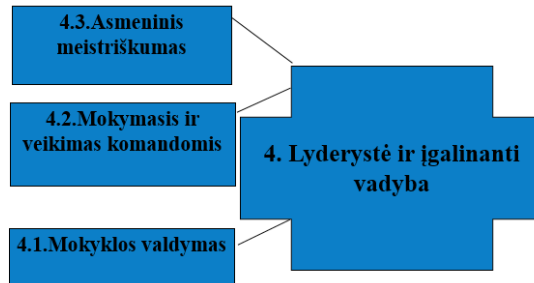 4.3.Asmeninis
meistriškumas
4.2.Mokymasis ir
veikimas komandomis
4. Lyderystė ir įgalinanti
vadyba
4.1.Mokyklos valdymas